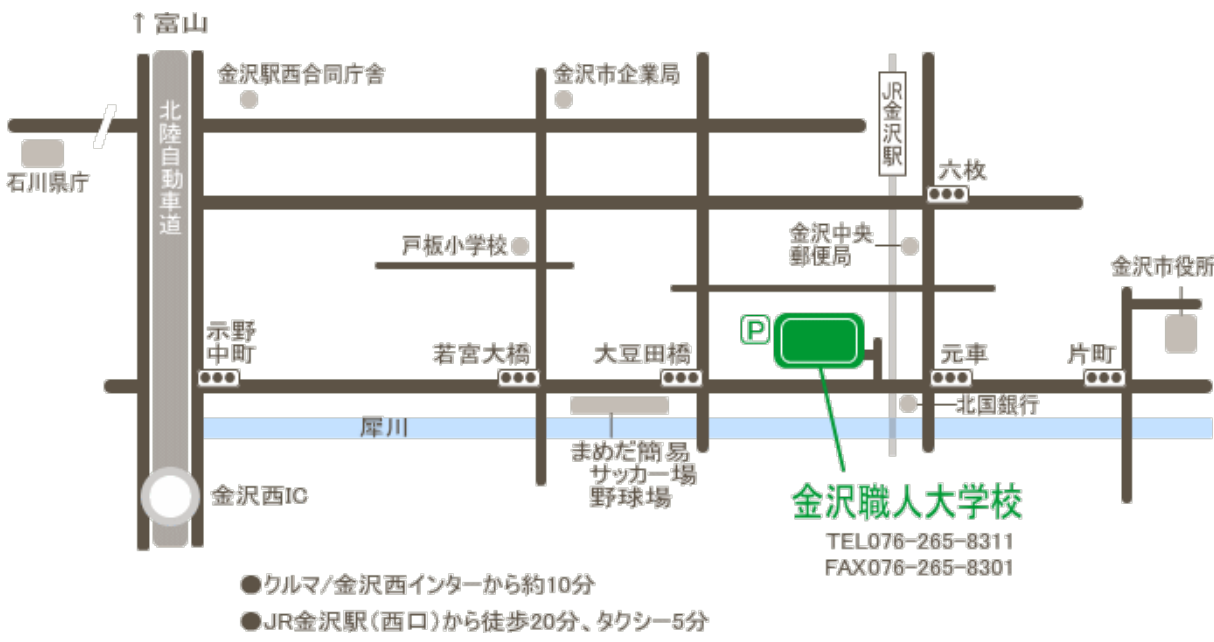 ↑富山
金沢駅西合同庁舎
金沢市企業局
北陸自動車道
JR金沢駅
石川県庁
六枚
戸板小学校
金沢中央
郵便局
金沢市役所
示野
中町
若宮大橋
大豆田橋
P
元車
片町
北国銀行
犀川
まめだ簡易
サッカー場
野球場
金沢西IC
金沢職人大学校
TEL076-265-8311
FAX076-265-8301
●クルマ/金沢西インターから約10分
●JR金沢駅(西口)から徒歩20分、タクシー5分